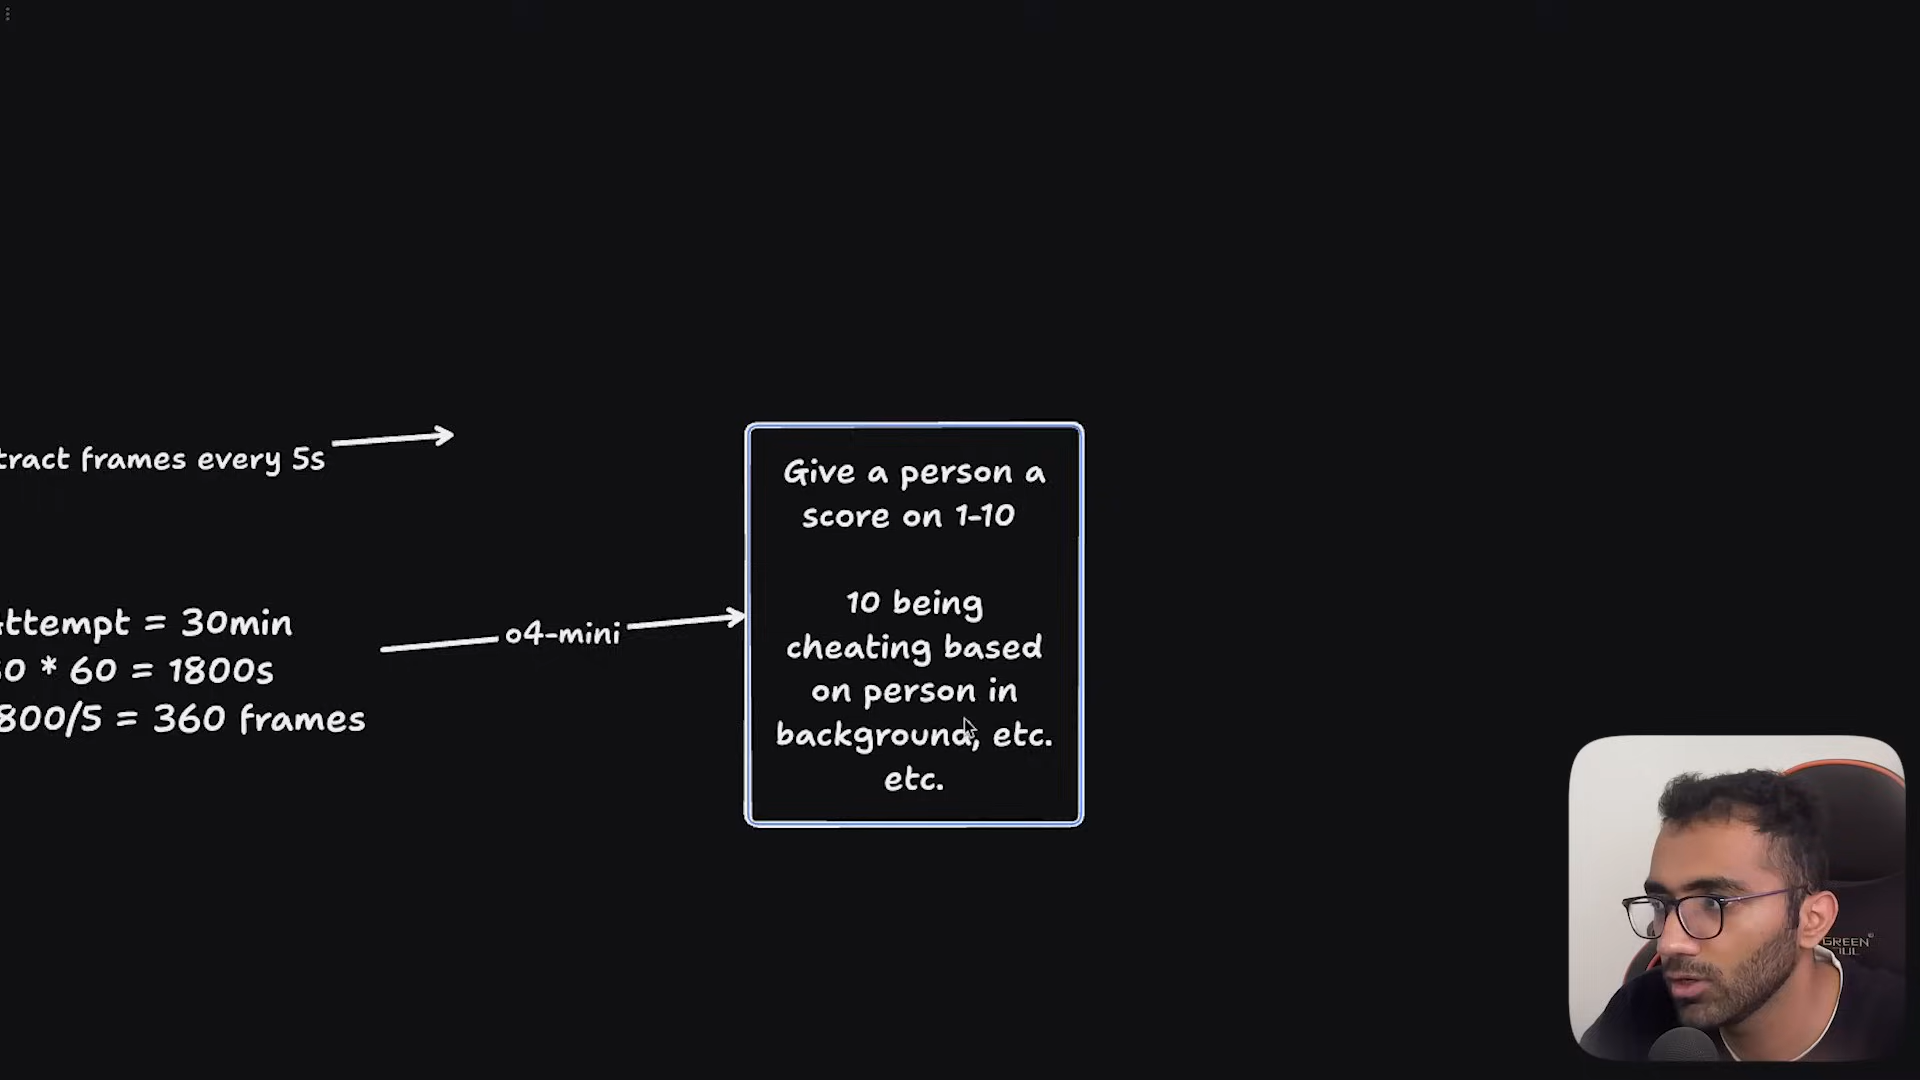 tract frames every 5s
Give a person a
score on 1-10
10 being
cheating based
on person in
background, etc.
etc.
o4-mini
ttempt = 30min
0 * 60 = 1800s
800/5 = 360 frames
GREEN